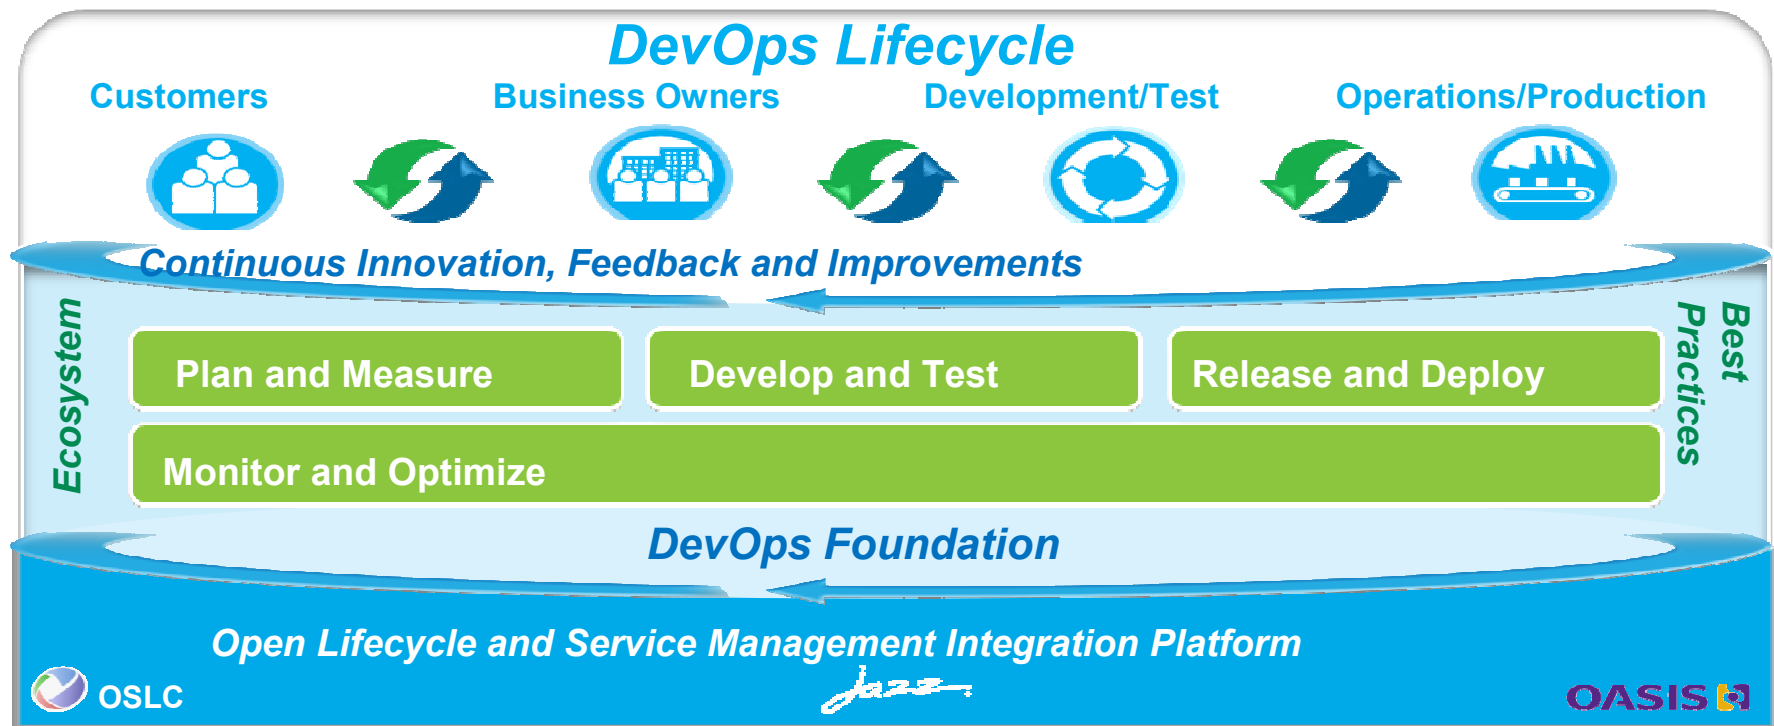 DevOps Lifecycle
Customers
Business Owners
Development/Test
Operations/Production
Continuous Innovation, Feedback and Improvements
Ecosystem
Best
Practices
Plan and Measure
Develop and Test
Release and Deploy
Monitor and Optimize
DevOps Foundation
Open Lifecycle and Service Management Integration Platform
OSLC
Jazz
OASIS